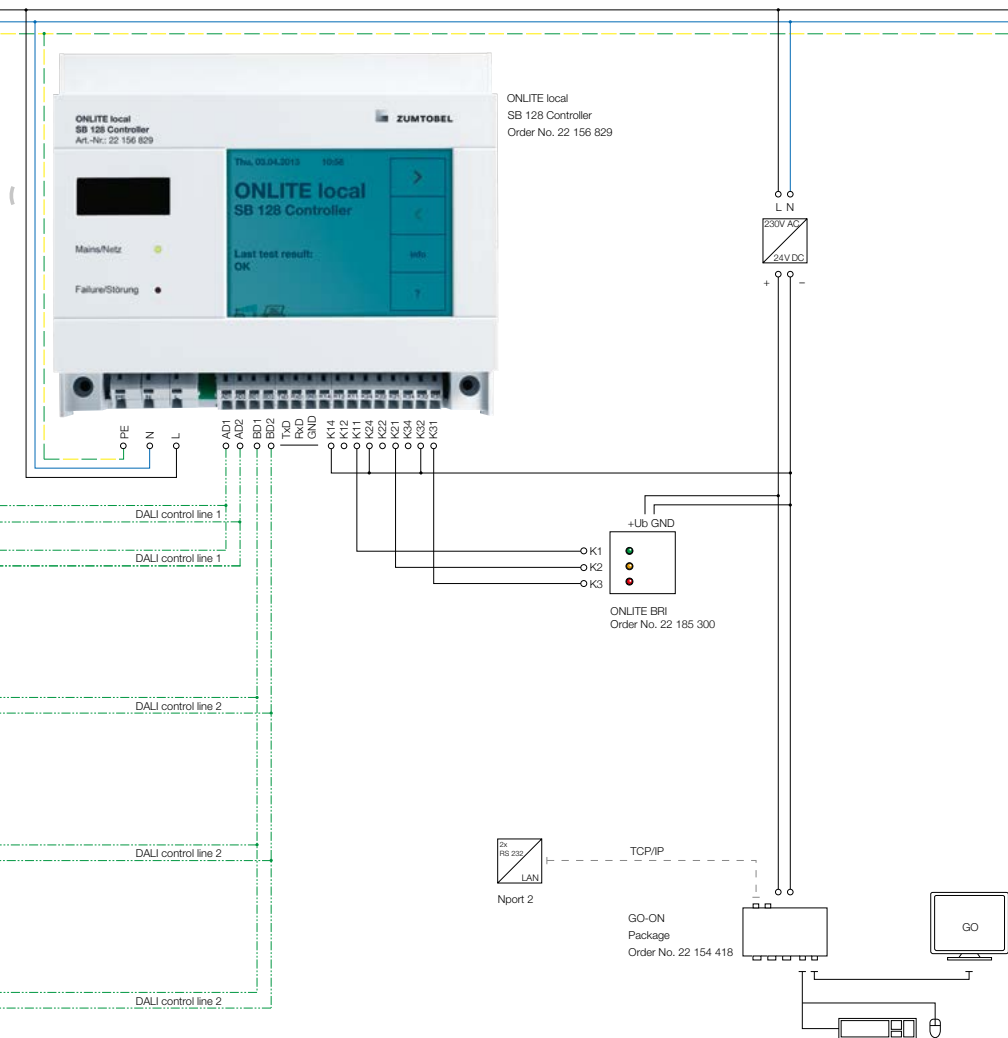 ONLITE local
SB 128 Controller
Order No. 22 156 829
ONLITE local
SB 128 Controller
Art.-Nr.: 22 156 829
ZUMTOBEL
Thu, 03.04.2013 10:56
ONLITE local
SB 128 Controller
Last test result:
OK
>
<
Info
?
Mains/Netz
Failure/Störung
L N
230V AC
24V DC
+ –
PE
N
L
AD1
AD2
BD1
BD2
TxD
RxD
GND
K14
K12
K11
K24
K22
K21
K34
K32
K31
DALI control line 1
DALI control line 1
+Ub GND
K1
K2
K3
ONLITE BRI
Order No. 22 185 300
DALI control line 2
DALI control line 2
2x
RS 232
LAN
TCP/IP
Nport 2
GO-ON
Package
Order No. 22 154 418
GO
DALI control line 2